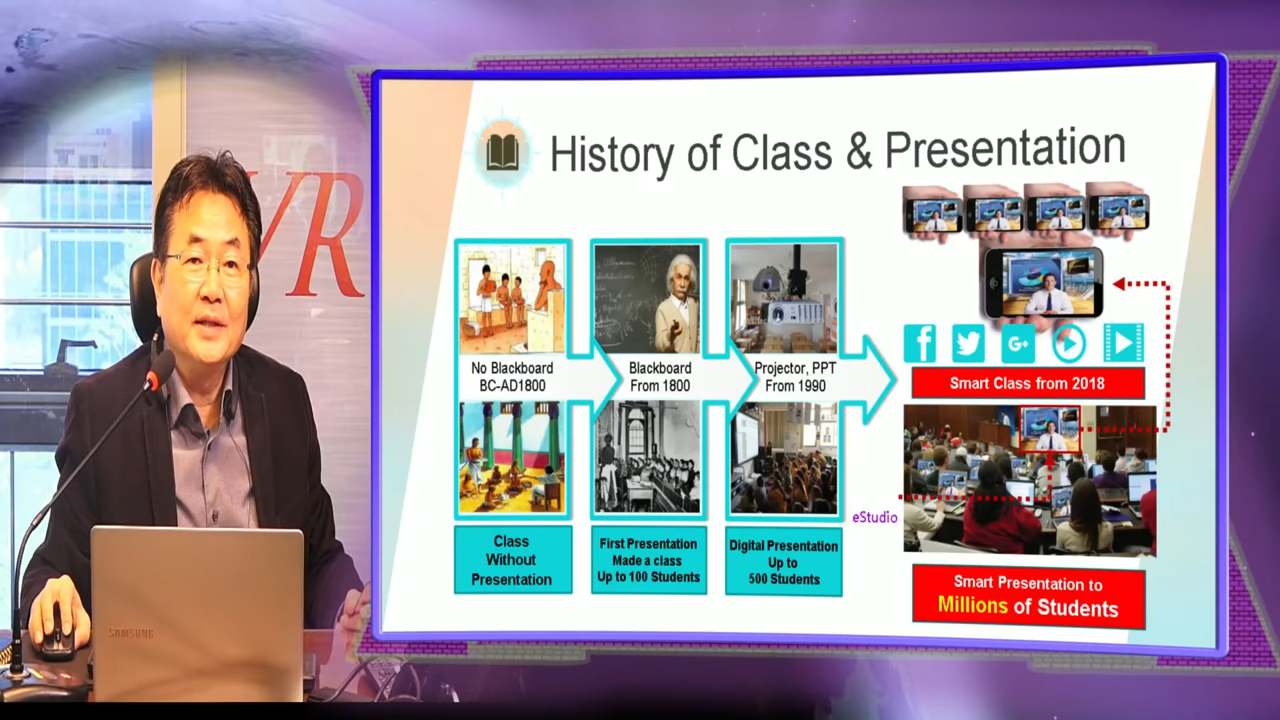 VR
History of Class & Presentation
No Blackboard
BC-AD1800
Blackboard
From 1800
Projector, PPT
From 1990
f
G+
Smart Class from 2018
eStudio
Class
Without
Presentation
First Presentation
Made a class
Up to 100 Students
Digital Presentation
Up to
500 Students
Smart Presentation to
Millions of Students
SAMSUNG